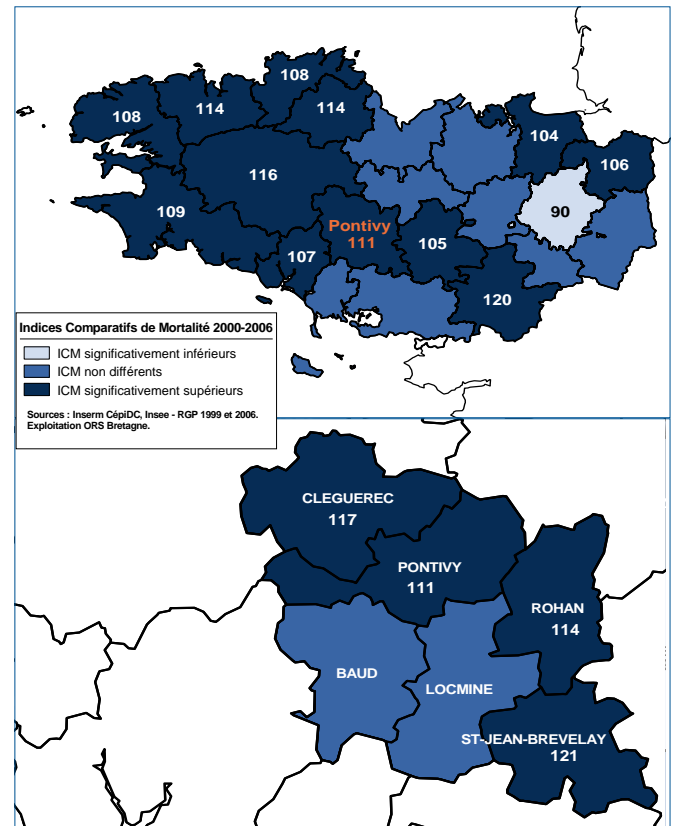 108
108
114
114
104
106
116
90
109
Pontivy
111
105
107
120
Indices Comparatifs de Mortalité 2000-2006
ICM significativement inférieurs
ICM non différents
ICM significativement supérieurs
Sources : Inserm CépiDC, Insee - RGP 1999 et 2006.
Exploitation ORS Bretagne.
CLEGUEREC
117
PONTIVY
111
ROHAN
114
BAUD
LOCMINE
ST-JEAN-BREVELAY
121